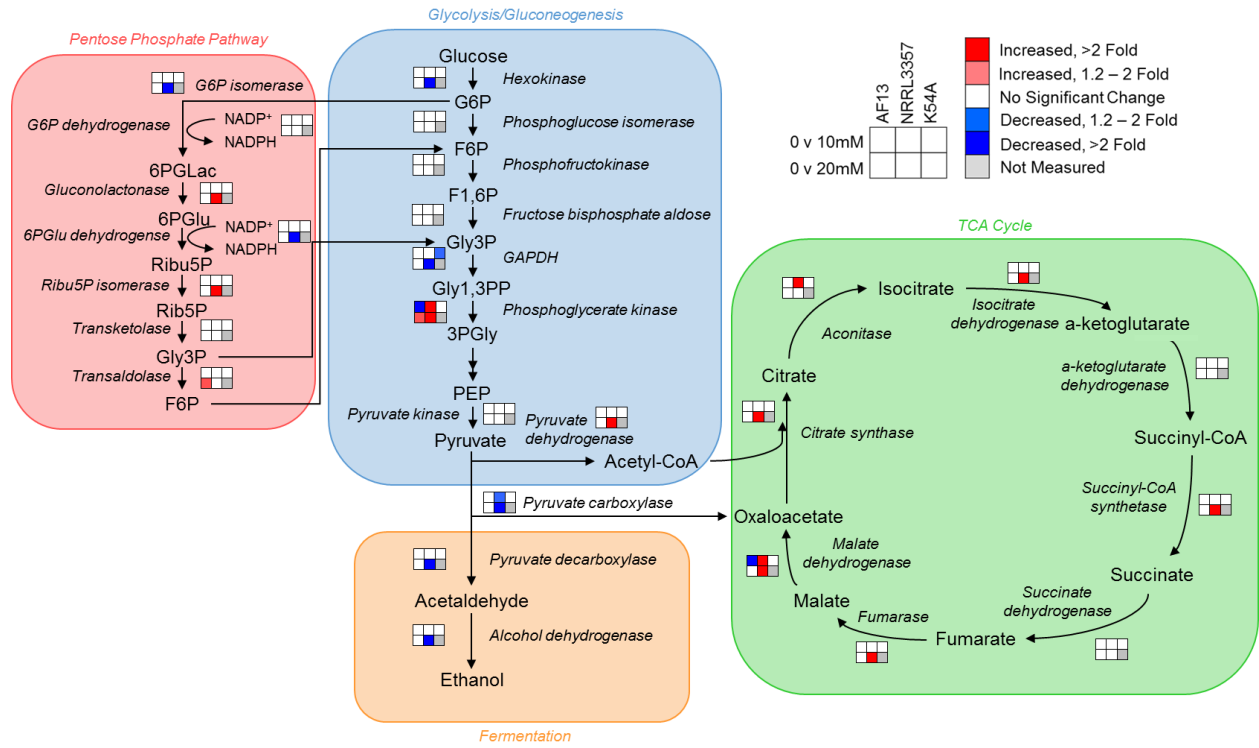 Glycolysis/Gluconeogenesis
Pentose Phosphate Pathway
G6P isomerase
G6P dehydrogenase
NADP+
NADPH
6PGLac
Gluconolactonase
6PGlu
6PGlu dehydrogense
NADP+
NADPH
Ribu5P
Ribu5P isomerase
Rib5P
Transketolase
Gly3P
Transaldolase
F6P
Glucose
Hexokinase
G6P
Phosphoglucose isomerase
F6P
Phosphofructokinase
F1,6P
Fructose bisphosphate aldose
Gly3P
GAPDH
Gly1,3PP
Phosphoglycerate kinase
3PGly
PEP
Pyruvate kinase
Pyruvate
Pyruvate
dehydrogenase
Acetyl-CoA
Pyruvate carboxylase
Pyruvate decarboxylase
Acetaldehyde
Alcohol dehydrogenase
Ethanol
Fermentation
AF13
NRRL3357
K54A
0 v 10mM
0 v 20mM
Increased, >2 Fold
Increased, 1.2 – 2 Fold
No Significant Change
Decreased, 1.2 – 2 Fold
Decreased, >2 Fold
Not Measured
TCA Cycle
Isocitrate
Isocitrate
dehydrogenase
Aconitase
a-ketoglutarate
Citrate
a-ketoglutarate
dehydrogenase
Citrate synthase
Succinyl-CoA
Succinyl-CoA
synthetase
Oxaloacetate
Malate
dehydrogenase
Succinate
Succinate
dehydrogenase
Malate
Fumarase
Fumarate